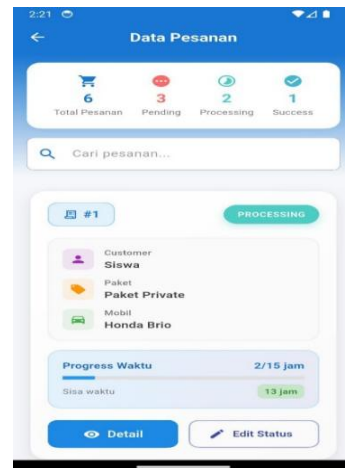 2:21
Data Pesanan
6 3 2 1
Total Pesanan Pending Processing Success
Cari pesanan...
#1 PROCESSING
Customer
Siswa
Paket
Paket Private
Mobil
Honda Brio
Progress Waktu 2/15 jam
Sisa waktu 13 jam
Detail Edit Status